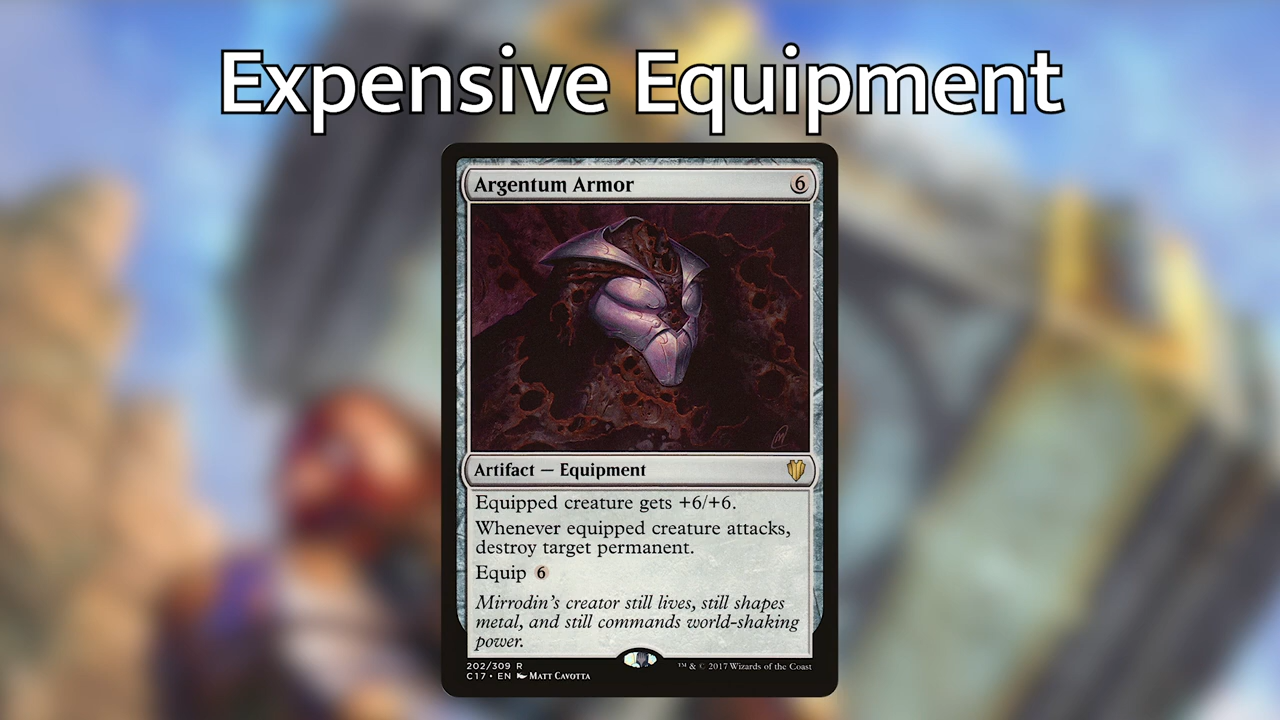 Expensive Equipment
Argentum Armor 6
Artifact — Equipment
Equipped creature gets +6/+6.
Whenever equipped creature attacks,
destroy target permanent.
Equip 6
Mirrodin's creator still lives, still shapes
metal, and still commands world-shaking
power.
202/309 R
C17 • EN MATT CAVOTTA
™ & © 2017 Wizards of the Coast